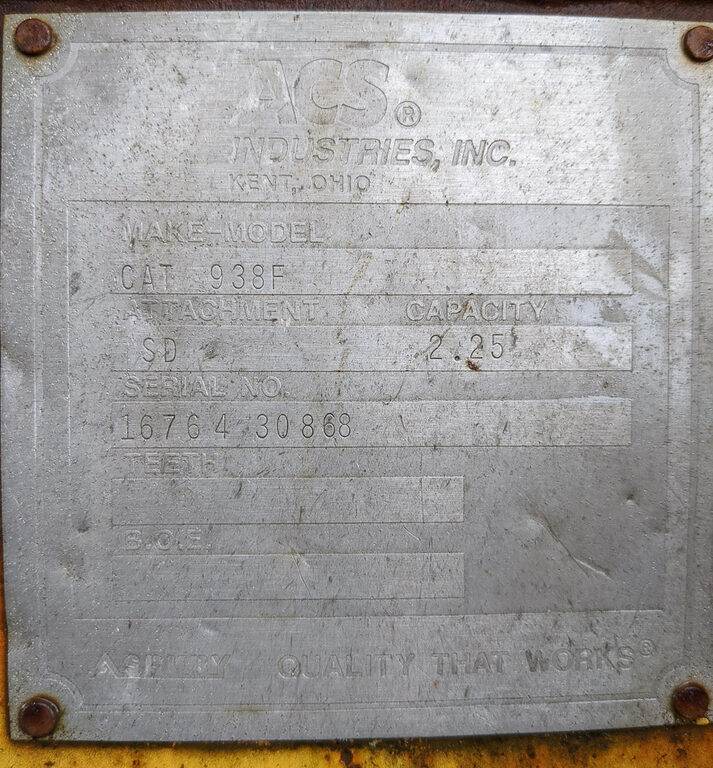 ACS®
INDUSTRIES, INC.
KENT, OHIO
MAKE-MODEL
CAT 938F
ATTACHMENT CAPACITY
SD 2.25
SERIAL NO.
16764 30868
TEETH
B.O.E.
QUALITY THAT WORKS®